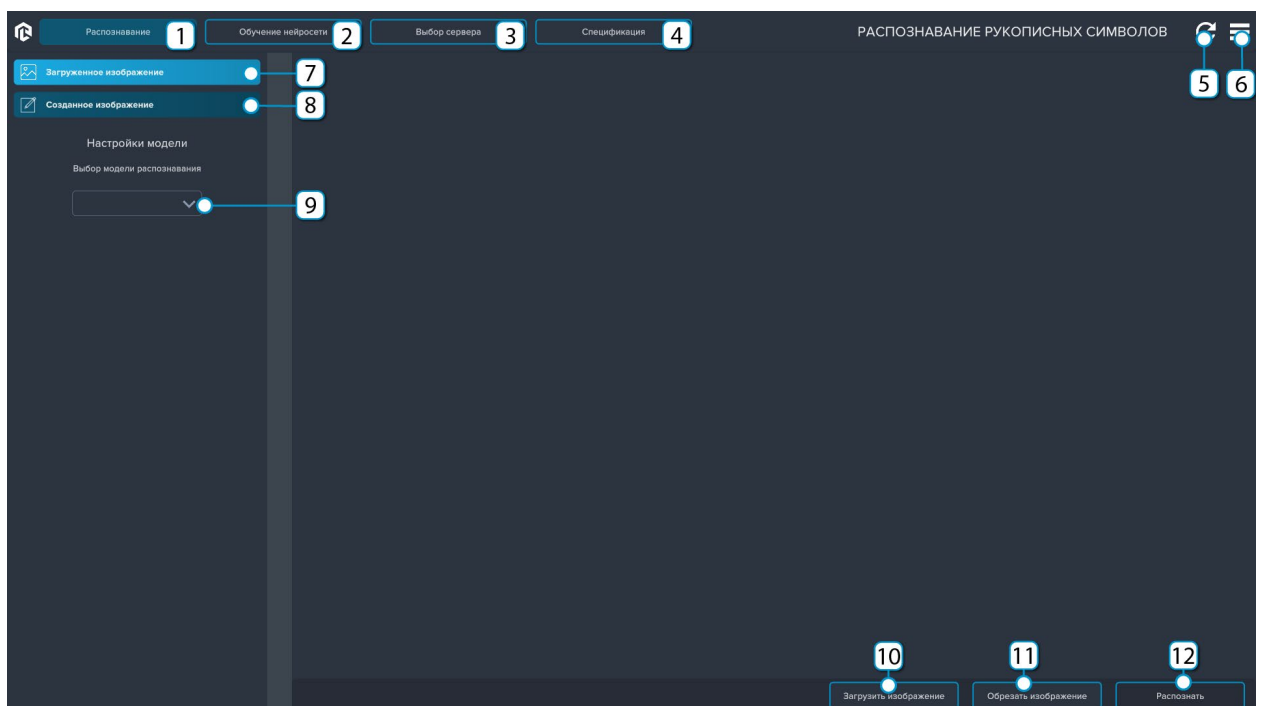 Распознавание 1 Обучение нейросети 2 Выбор сервера 3 Спецификация 4 РАСПОЗНАВАНИЕ РУКОПИСНЫХ СИМВОЛОВ
5 6
Загруженное изображение 7
Созданное изображение 8
Настройки модели
Выбор модели распознавания
9
10 11 12
Загрузить изображение Обрезать изображение Распознать